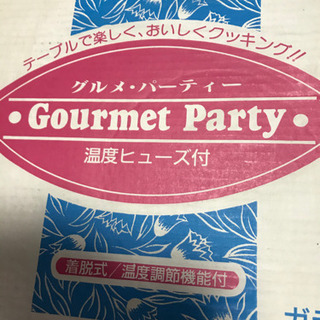 テーブルで楽しく、おいしくクッキング!!
グルメ・パーティー
• Gourmet Party •
温度ヒューズ付
着脱式/温度調節機能付
ガラ